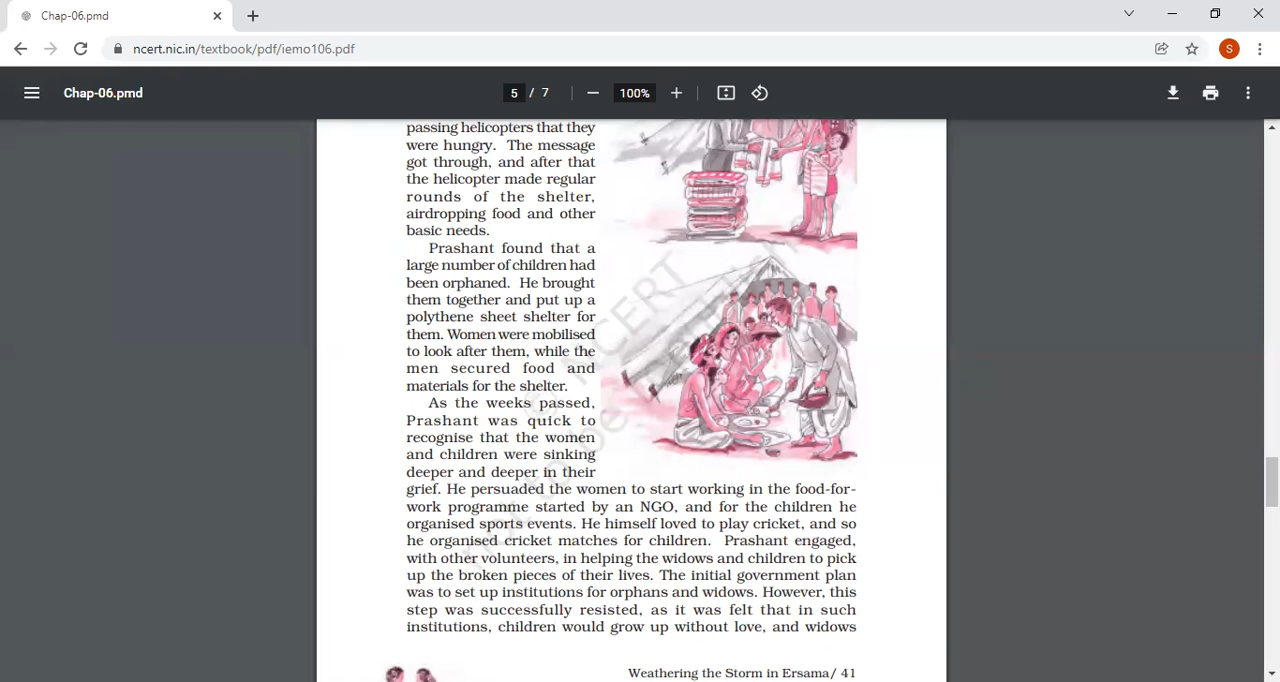 Chap-06.pmd
ncert.nic.in/textbook/pdf/iemo106.pdf
S
Chap-06.pmd
5 / 7
100%
passing helicopters that they
were hungry. The message
got through, and after that
the helicopter made regular
rounds of the shelter,
airdropping food and other
basic needs.
Prashant found that a
large number of children had
been orphaned. He brought
them together and put up a
polythene sheet shelter for
them. Women were mobilised
to look after them, while the
men secured food and
materials for the shelter.
As the weeks passed,
Prashant was quick to
recognise that the women
and children were sinking
deeper and deeper in their
grief. He persuaded the women to start working in the food-for-
work programme started by an NGO, and for the children he
organised sports events. He himself loved to play cricket, and so
he organised cricket matches for children. Prashant engaged,
with other volunteers, in helping the widows and children to pick
up the broken pieces of their lives. The initial government plan
was to set up institutions for orphans and widows. However, this
step was successfully resisted, as it was felt that in such
institutions, children would grow up without love, and widows
© NCERT
not to be
Weathering the Storm in Ersama/ 41